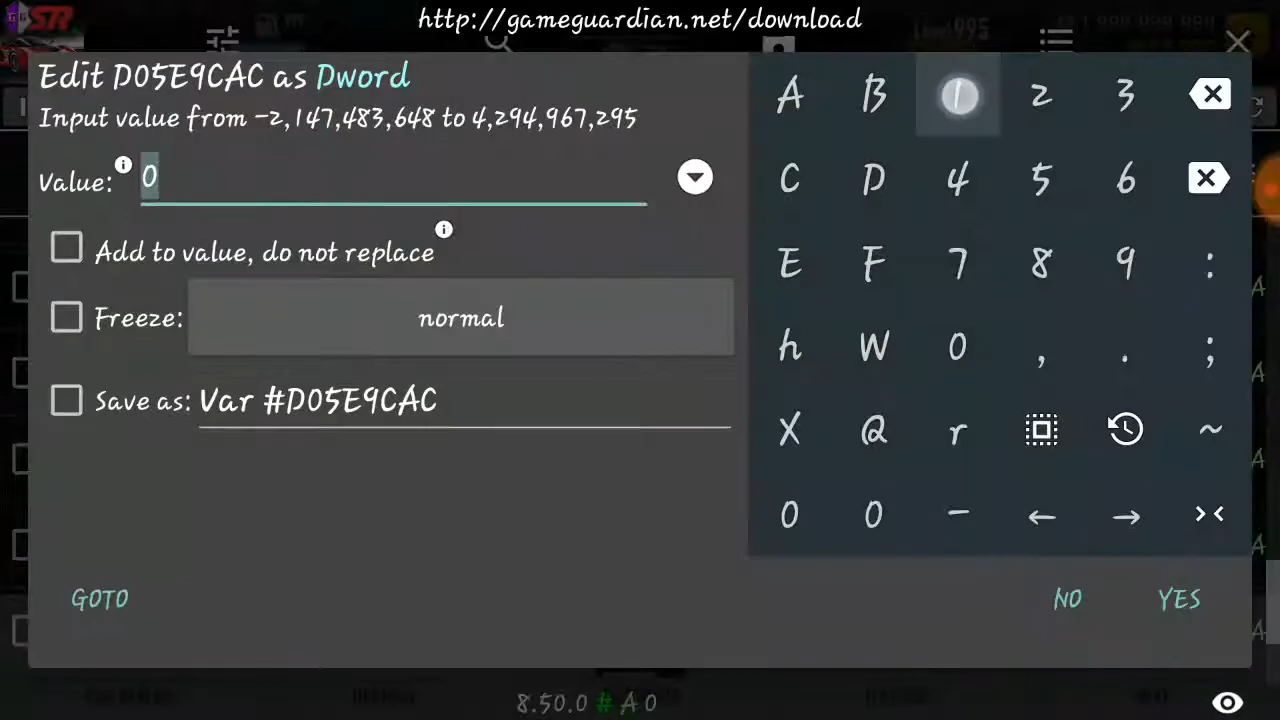 http://gameguardian.net/download
SR
Edit D05E9CAC as Dword
Input value from -2,147,483,648 to 4,294,967,295
Value: 0
Add to value, do not replace
Freeze: normal
Save as: Var #D05E9CAC
A B 1 2 3
C D 4 5 6
E F 7 8 9 :
h W 0 , . ;
X Q r ~
0 0 - ← → ><
GOTO NO YES
8.50.0 # A 0